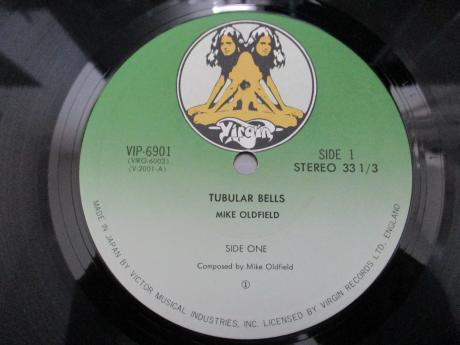 Virgin
VIP-6901
(VIRG-6002)
(V-2001-A)
SIDE 1
STEREO 33 1/3
TUBULAR BELLS
MIKE OLDFIELD
SIDE ONE
Composed by Mike Oldfield
1
MADE IN JAPAN BY VICTOR MUSICAL INDUSTRIES, INC. LICENSED BY VIRGIN RECORDS LTD, ENGLAND